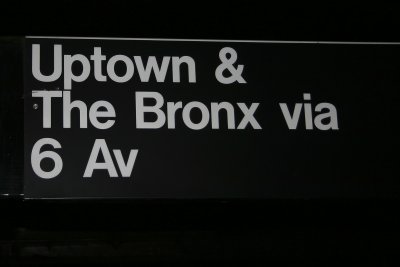 Uptown &
The Bronx via
6 Av